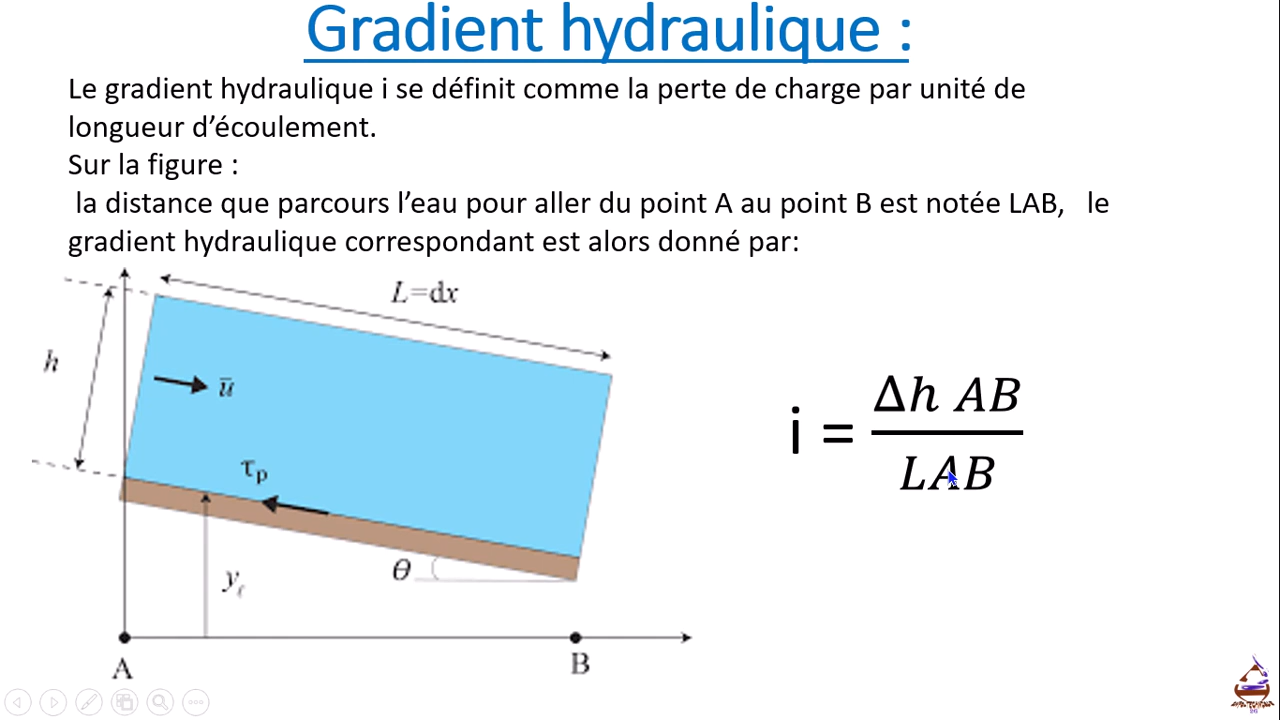 Gradient hydraulique :
Le gradient hydraulique i se définit comme la perte de charge par unité de
longueur d’écoulement.
Sur la figure :
la distance que parcours l’eau pour aller du point A au point B est notée LAB, le
gradient hydraulique correspondant est alors donné par:
L=dx
h
ū
τp
θ
yℓ
A
B
i = Δh AB
LAB